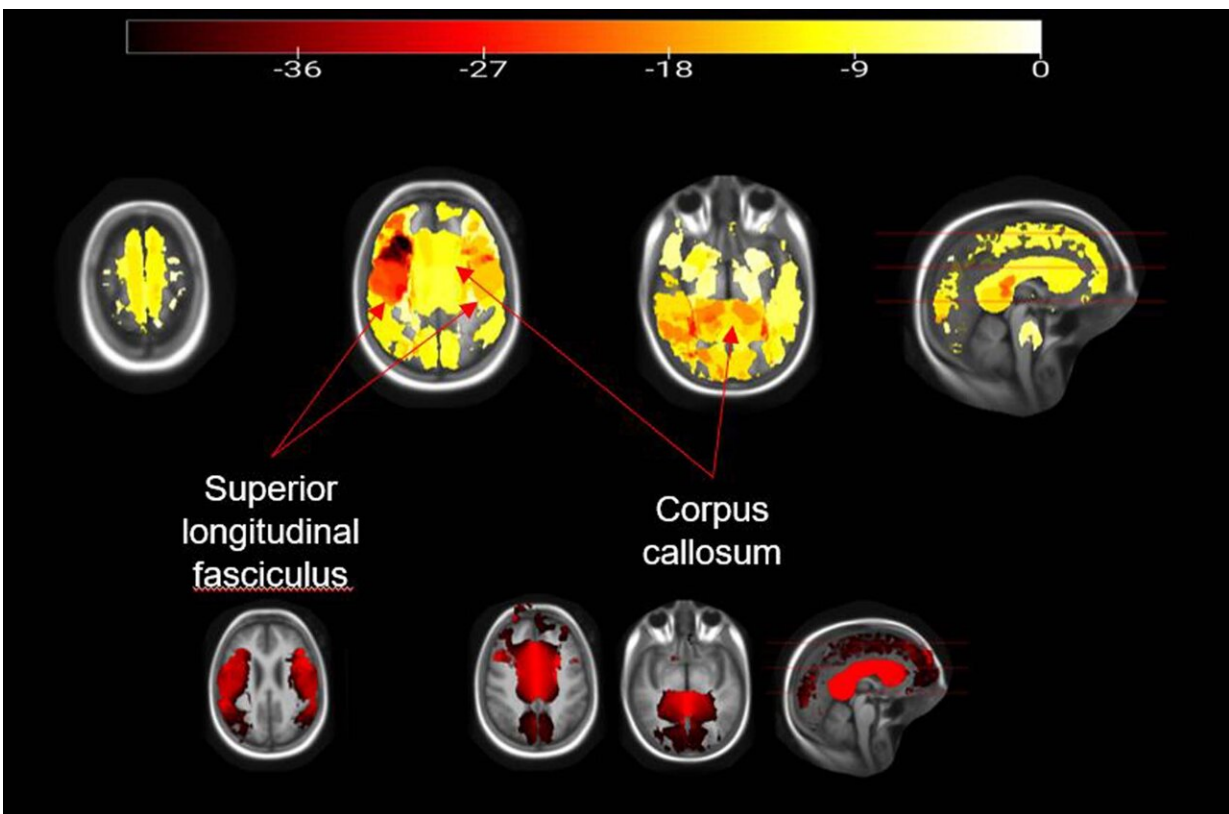 -36 -27 -18 -9 0
Superior
longitudinal
fasciculus
Corpus
callosum